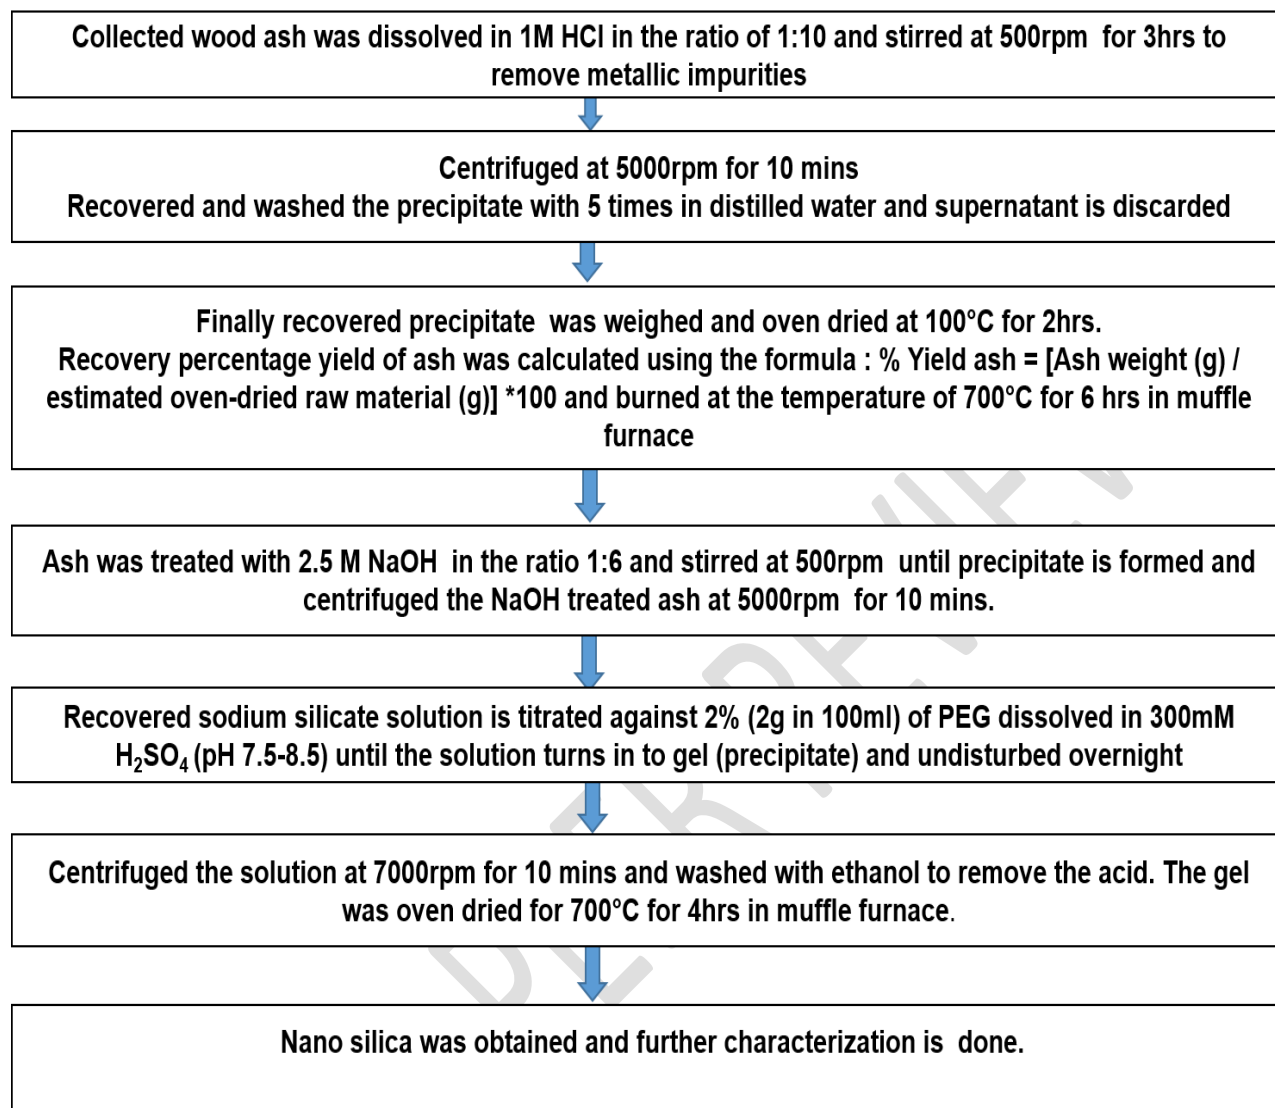 Collected wood ash was dissolved in 1M HCl in the ratio of 1:10 and stirred at 500rpm for 3hrs to
remove metallic impurities
Centrifuged at 5000rpm for 10 mins
Recovered and washed the precipitate with 5 times in distilled water and supernatant is discarded
Finally recovered precipitate was weighed and oven dried at 100°C for 2hrs.
Recovery percentage yield of ash was calculated using the formula : % Yield ash = [Ash weight (g) /
estimated oven-dried raw material (g)] *100 and burned at the temperature of 700°C for 6 hrs in muffle
furnace
Ash was treated with 2.5 M NaOH in the ratio 1:6 and stirred at 500rpm until precipitate is formed and
centrifuged the NaOH treated ash at 5000rpm for 10 mins.
Recovered sodium silicate solution is titrated against 2% (2g in 100ml) of PEG dissolved in 300mM
H₂SO₄ (pH 7.5-8.5) until the solution turns in to gel (precipitate) and undisturbed overnight
Centrifuged the solution at 7000rpm for 10 mins and washed with ethanol to remove the acid. The gel
was oven dried for 700°C for 4hrs in muffle furnace.
Nano silica was obtained and further characterization is done.